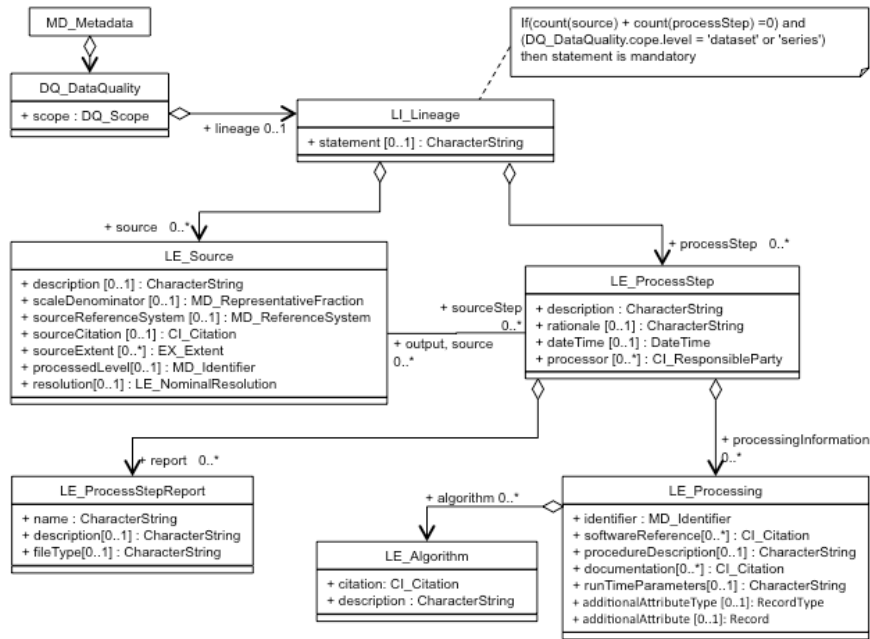 MD_Metadata
If(count(source) + count(processStep) =0) and
(DQ_DataQuality.cope.level = 'dataset' or 'series')
then statement is mandatory
DQ_DataQuality
+ scope : DQ_Scope
+ lineage 0..1
LI_Lineage
+ statement [0..1] : CharacterString
+ source 0..*
+ processStep 0..*
LE_Source
+ description [0..1] : CharacterString
+ scaleDenominator [0..1] : MD_RepresentativeFraction
+ sourceReferenceSystem [0..1] : MD_ReferenceSystem
+ sourceCitation [0..1] : CI_Citation
+ sourceExtent [0..*] : EX_Extent
+ processedLevel[0..1] : MD_Identifier
+ resolution[0..1] : LE_NominalResolution
+ sourceStep
0..*
+ output, source
0..*
LE_ProcessStep
+ description : CharacterString
+ rationale [0..1] : CharacterString
+ dateTime [0..1] : DateTime
+ processor [0..*] : CI_ResponsibleParty
+ report 0..*
+ processingInformation
0..*
LE_ProcessStepReport
+ name : CharacterString
+ description[0..1] : CharacterString
+ fileType[0..1] : CharacterString
+ algorithm 0..*
LE_Algorithm
+ citation: CI_Citation
+ description : CharacterString
LE_Processing
+ identifier : MD_Identifier
+ softwareReference[0..*] : CI_Citation
+ procedureDescription[0..1] : CharacterString
+ documentation[0..*] : CI_Citation
+ runTimeParameters[0..1] : CharacterString
+ additionalAttributeType [0..1]: RecordType
+ additionalAttribute [0..1]: Record